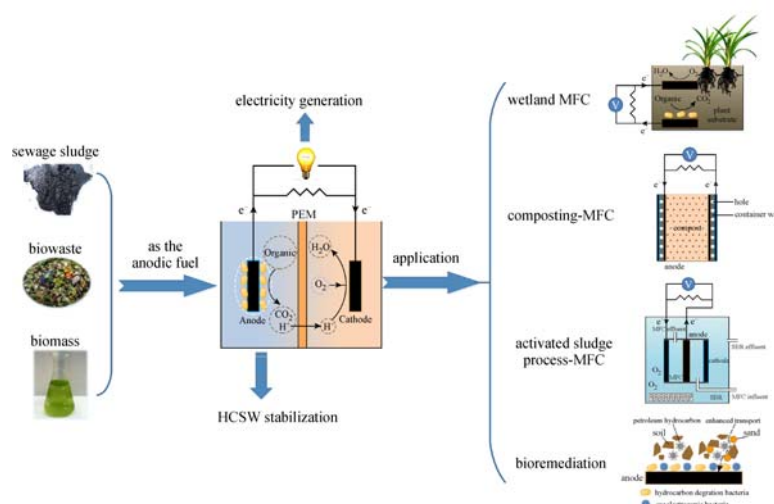 sewage sludge
biowaste
biomass
as the
anodic fuel
electricity generation
e⁻
e⁻
PEM
Organic
H₂O
O₂
CO₂
H⁻
H
Anode
Cathode
HCSW stabilization
application
wetland MFC
V
e⁻
e⁻
H₂O
O₂
Organic
CO₂
plant
substrate
composting-MFC
V
e⁻
e⁻
hole
container w
compost
anode
activated sludge
process-MFC
V
e⁻
e⁻
MFC effluent
anode
SBR effluent
cathode
O₂
O₂
MFC
SBR
MFC influent
bioremediation
petroleum hydrocarbon
enhanced transport
soil
sand
anode
hydrocarbon degration bacteria